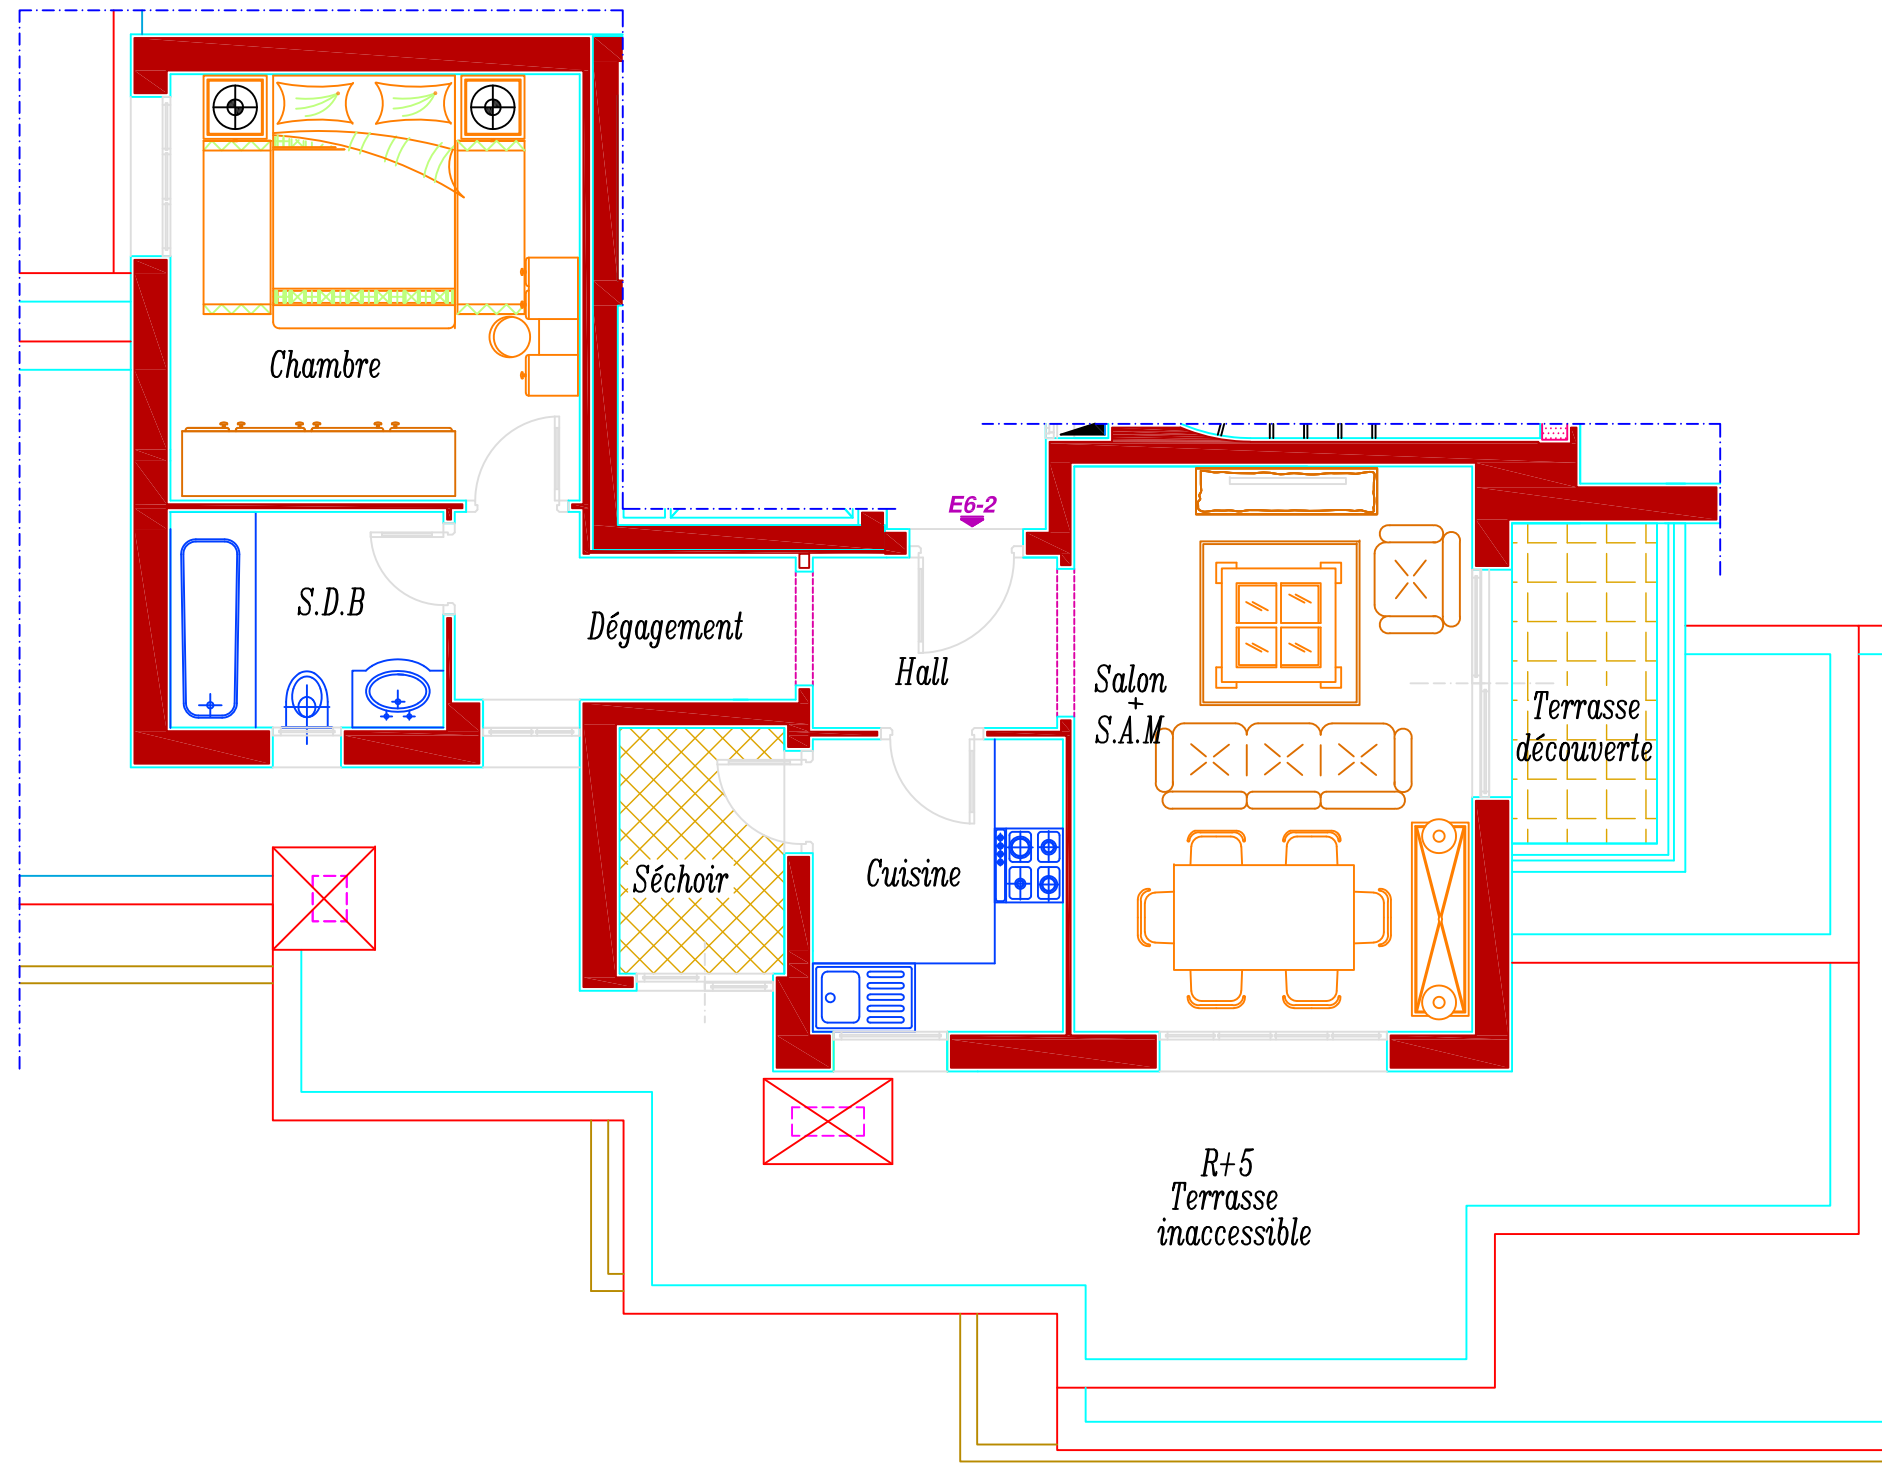 Chambre
E6-2
S.D.B
Dégagement
Hall
Salon
+
S.A.M
Terrasse
découverte
Séchoir
Cuisine
R+5
Terrasse
inaccessible